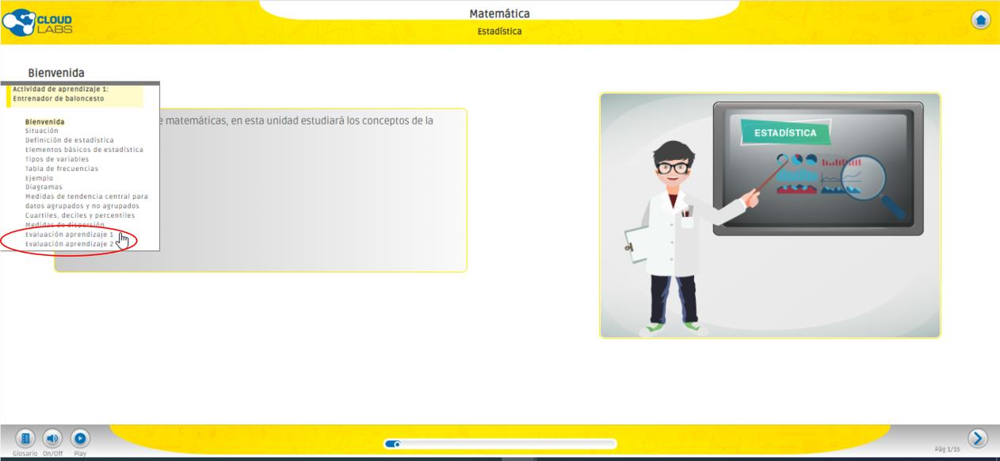 CLOUD
LABS
Matemática
Estadística
Bienvenida
Actividad de aprendizaje 1:
Entrenador de baloncesto
Bienvenida
Situación
Definición de estadística
Elementos básicos de estadística
Tipos de variables
Tabla de frecuencias
Ejemplo
Diagramas
Medidas de tendencia central para
datos agrupados y no agrupados
Cuartiles, deciles y percentiles
Medidas de dispersión
Evaluación aprendizaje 1
Evaluación aprendizaje 2
e matemáticas, en esta unidad estudiará los conceptos de la
ESTADÍSTICA
Glosario
On/Off
Play
Pág 1/15